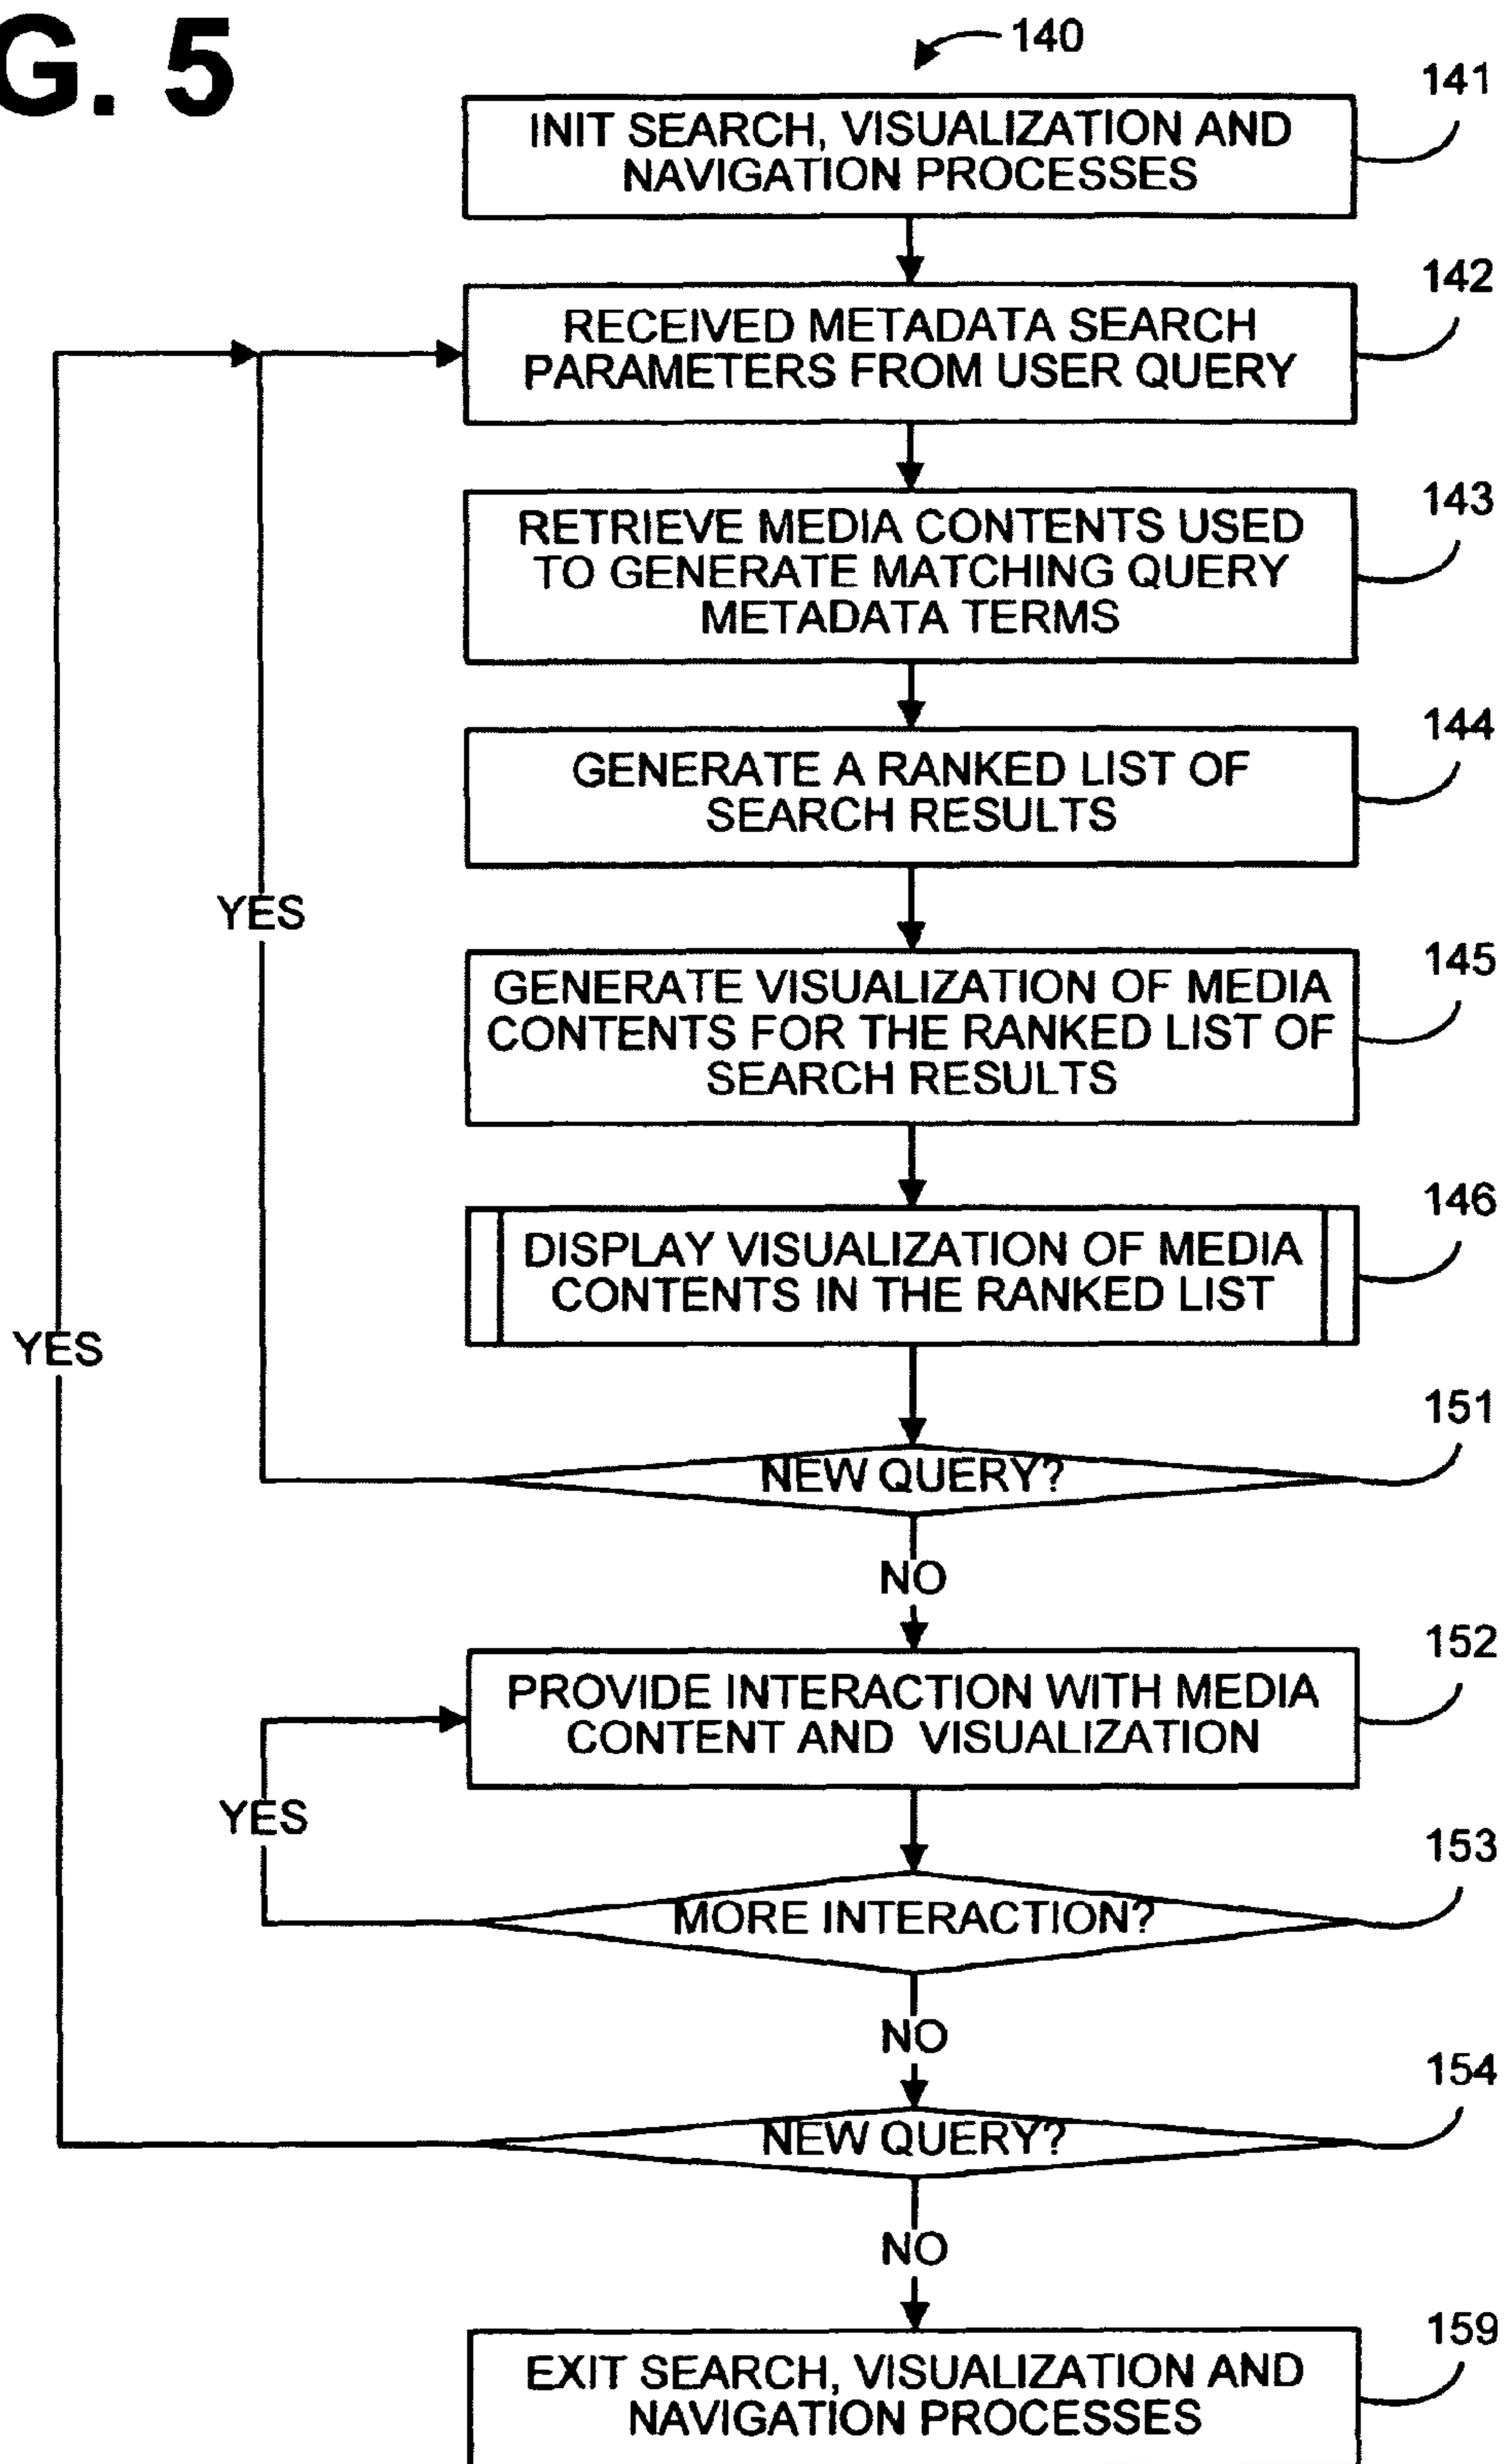 G. 5
140
141
INIT SEARCH, VISUALIZATION AND
NAVIGATION PROCESSES
142
RECEIVED METADATA SEARCH
PARAMETERS FROM USER QUERY
143
RETRIEVE MEDIA CONTENTS USED
TO GENERATE MATCHING QUERY
METADATA TERMS
144
GENERATE A RANKED LIST OF
SEARCH RESULTS
YES
145
GENERATE VISUALIZATION OF MEDIA
CONTENTS FOR THE RANKED LIST OF
SEARCH RESULTS
146
DISPLAY VISUALIZATION OF MEDIA
CONTENTS IN THE RANKED LIST
YES
151
NEW QUERY?
NO
152
PROVIDE INTERACTION WITH MEDIA
CONTENT AND VISUALIZATION
YES
153
MORE INTERACTION?
NO
154
NEW QUERY?
NO
159
EXIT SEARCH, VISUALIZATION AND
NAVIGATION PROCESSES